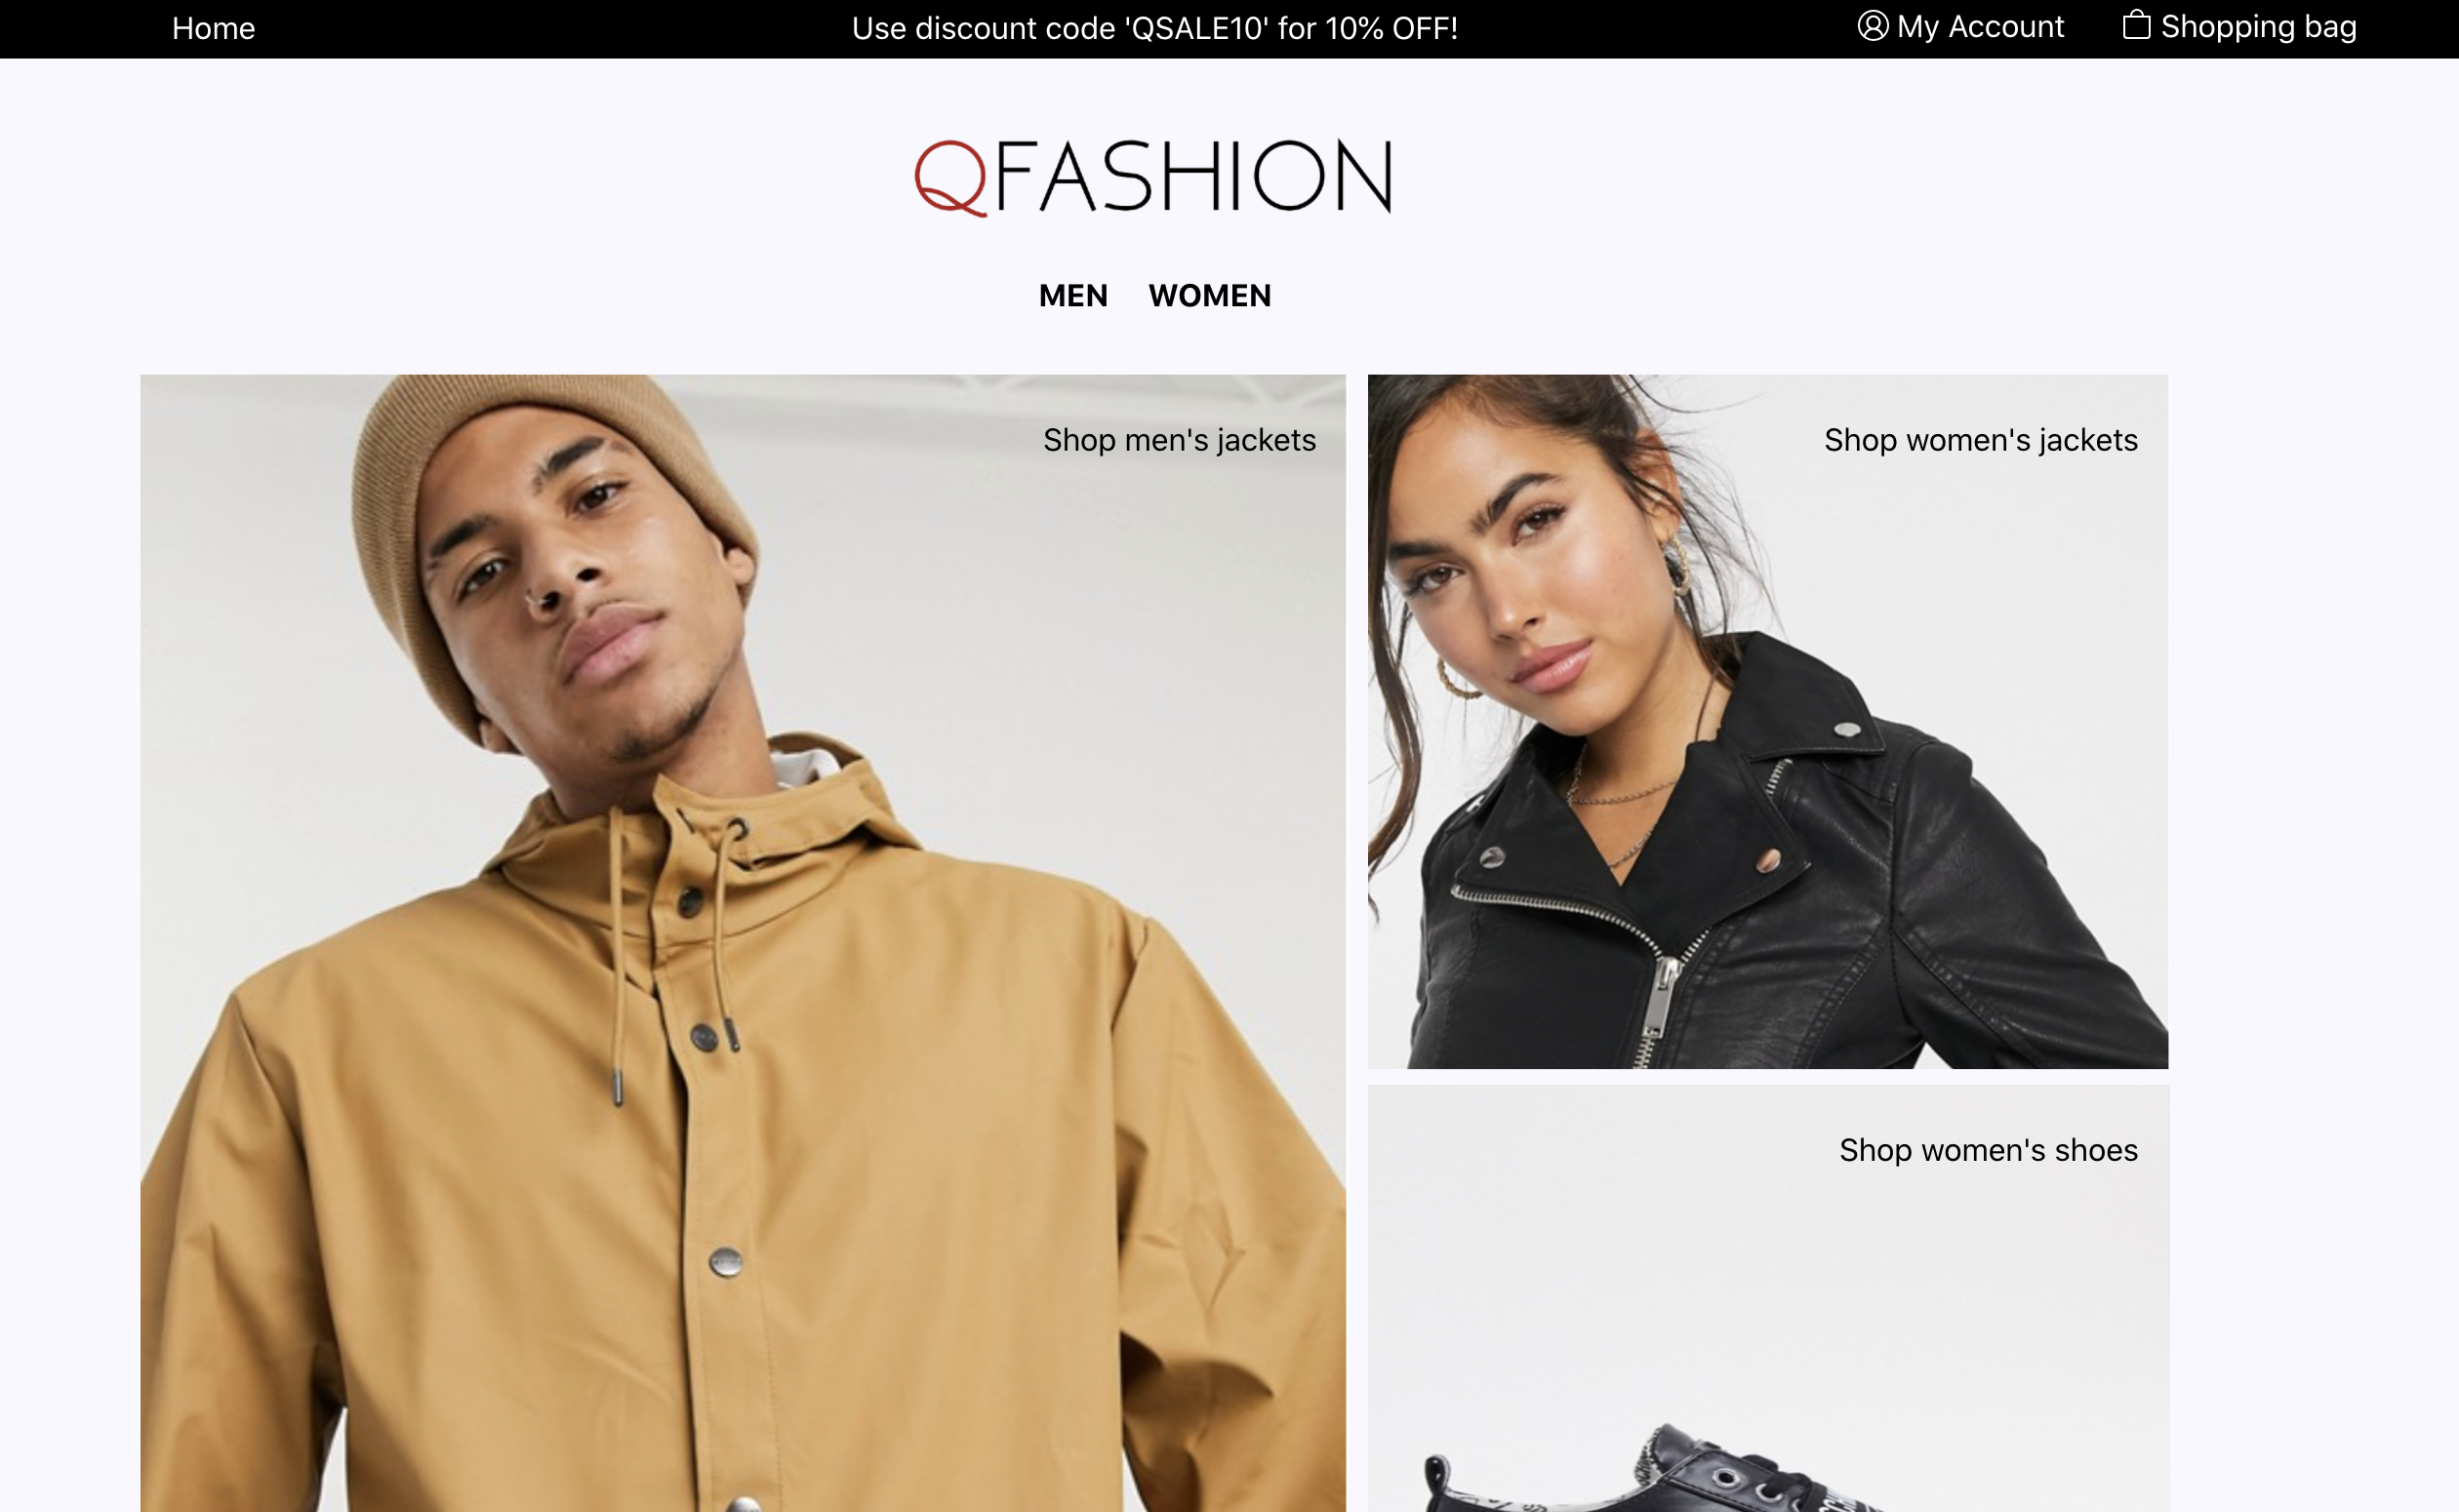 Home
Use discount code 'QSALE10' for 10% OFF!
My Account
Shopping bag
QFASHION
MEN WOMEN
Shop men's jackets
Shop women's jackets
Shop women's shoes